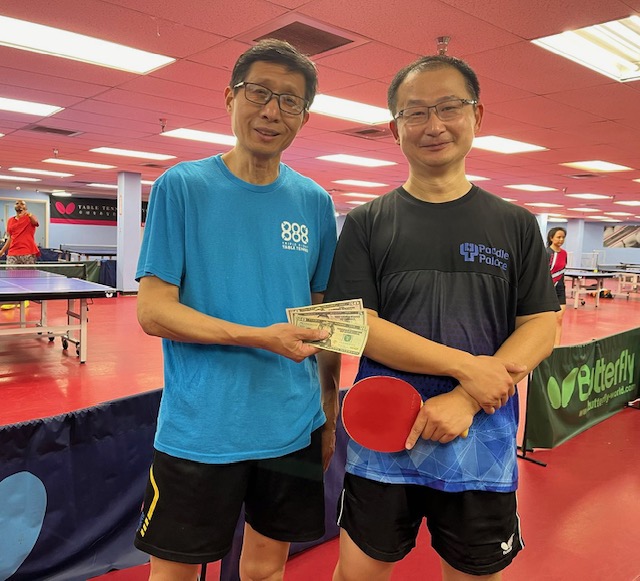 TABLE TENNIS
888
TABLE TENNIS
Paddle
Palace
Butterfly
butterfly-world.com